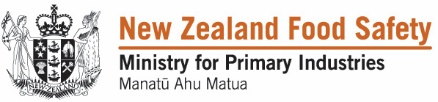 New Zealand Food Safety
Ministry for Primary Industries
Manatū Ahu Matua